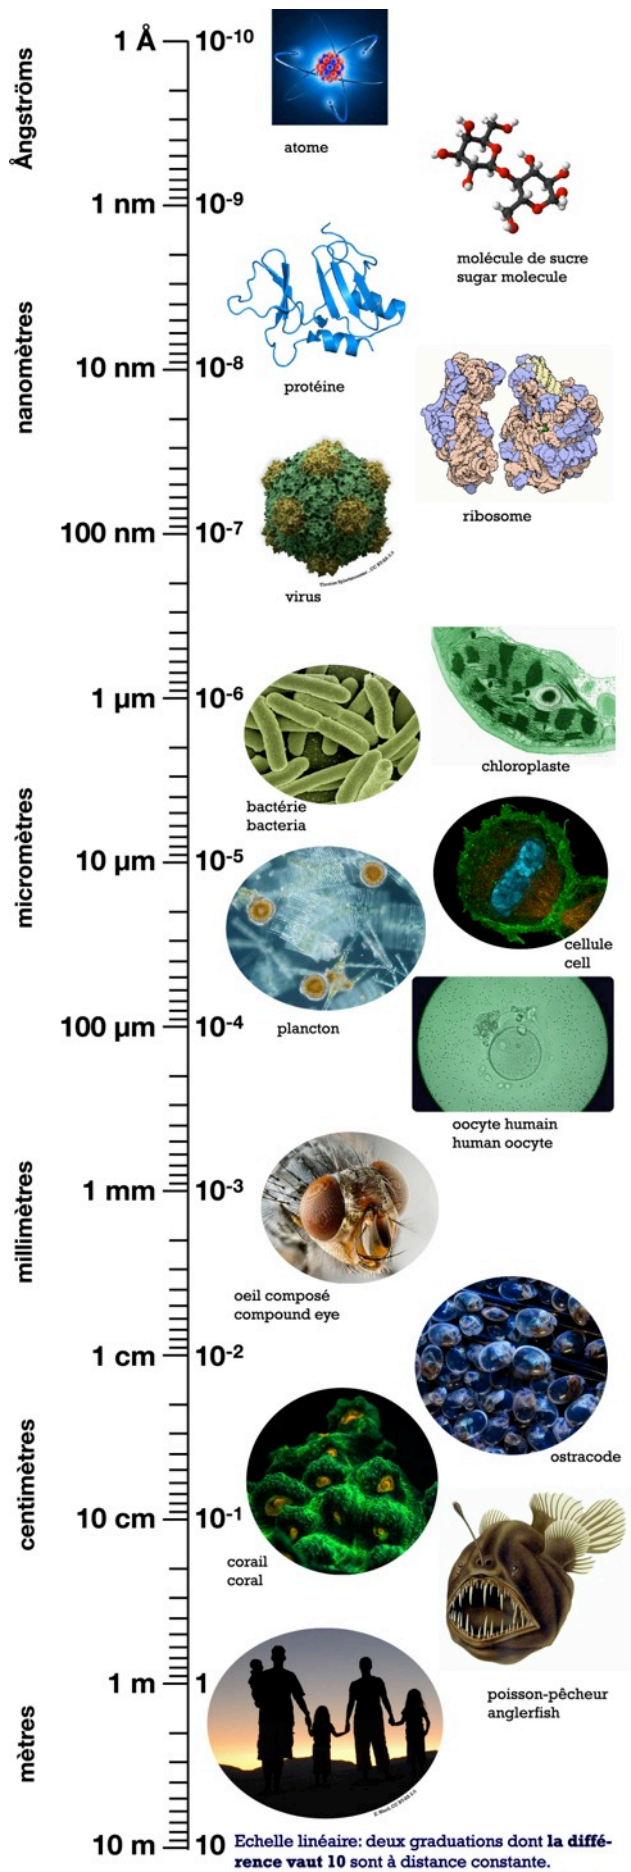 Ångströms
1 Å 10-10
atome
molécule de sucre
sugar molecule
1 nm 10-9
nanomètres
protéine
10 nm 10-8
ribosome
100 nm 10-7
virus
1 µm 10-6
chloroplaste
bactérie
bacteria
micromètres
10 µm 10-5
cellule
cell
plancton
100 µm 10-4
oocyte humain
human oocyte
millimètres
1 mm 10-3
oeil composé
compound eye
1 cm 10-2
ostracode
centimètres
10 cm 10-1
corail
coral
poisson-pêcheur
anglerfish
1 m 1
mètres
10 m 10
Echelle linéaire: deux graduations dont la diffé-
rence vaut 10 sont à distance constante.